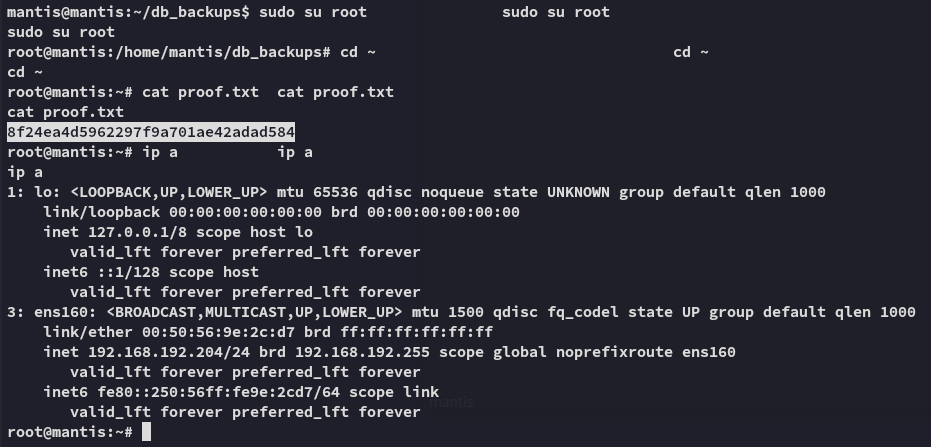 mantis@mantis:~/db_backups$ sudo su root               sudo su root
sudo su root
root@mantis:/home/mantis/db_backups# cd ~                                 cd ~
cd ~
root@mantis:~# cat proof.txt  cat proof.txt
cat proof.txt
8f24ea4d5962297f9a701ae42adad584
root@mantis:~# ip a           ip a
ip a
1: lo: <LOOPBACK,UP,LOWER_UP> mtu 65536 qdisc noqueue state UNKNOWN group default qlen 1000
    link/loopback 00:00:00:00:00:00 brd 00:00:00:00:00:00
    inet 127.0.0.1/8 scope host lo
       valid_lft forever preferred_lft forever
    inet6 ::1/128 scope host
       valid_lft forever preferred_lft forever
3: ens160: <BROADCAST,MULTICAST,UP,LOWER_UP> mtu 1500 qdisc fq_codel state UP group default qlen 1000
    link/ether 00:50:56:9e:2c:d7 brd ff:ff:ff:ff:ff:ff
    inet 192.168.192.204/24 brd 192.168.192.255 scope global noprefixroute ens160
       valid_lft forever preferred_lft forever
    inet6 fe80::250:56ff:fe9e:2cd7/64 scope link
mantis
       valid_lft forever preferred_lft forever
root@mantis:~#